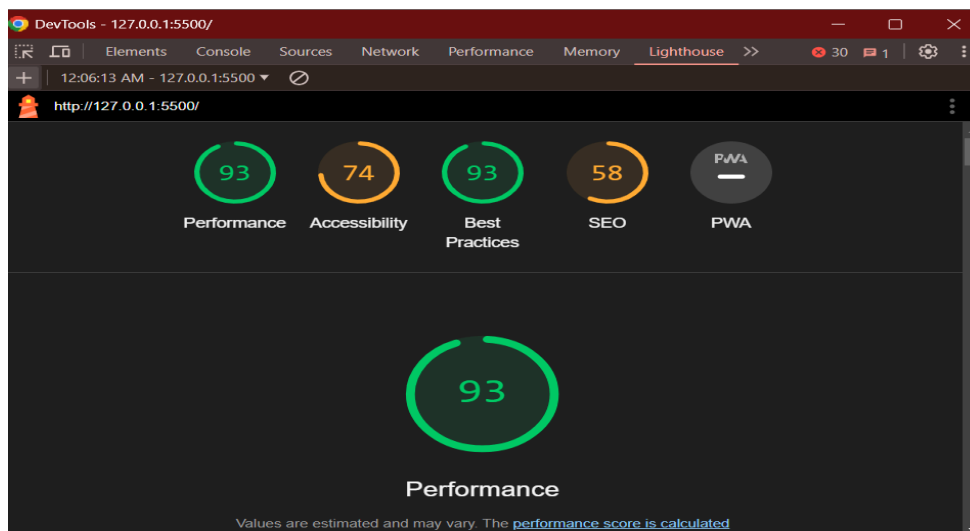 DevTools - 127.0.0.1:5500/
Elements Console Sources Network Performance Memory Lighthouse >> 30 1
+ 12:06:13 AM - 127.0.0.1:5500 ▼
http://127.0.0.1:5500/
93 74 93 58 PWA
Performance Accessibility Best Practices SEO PWA
93
Performance
Values are estimated and may vary. The performance score is calculated